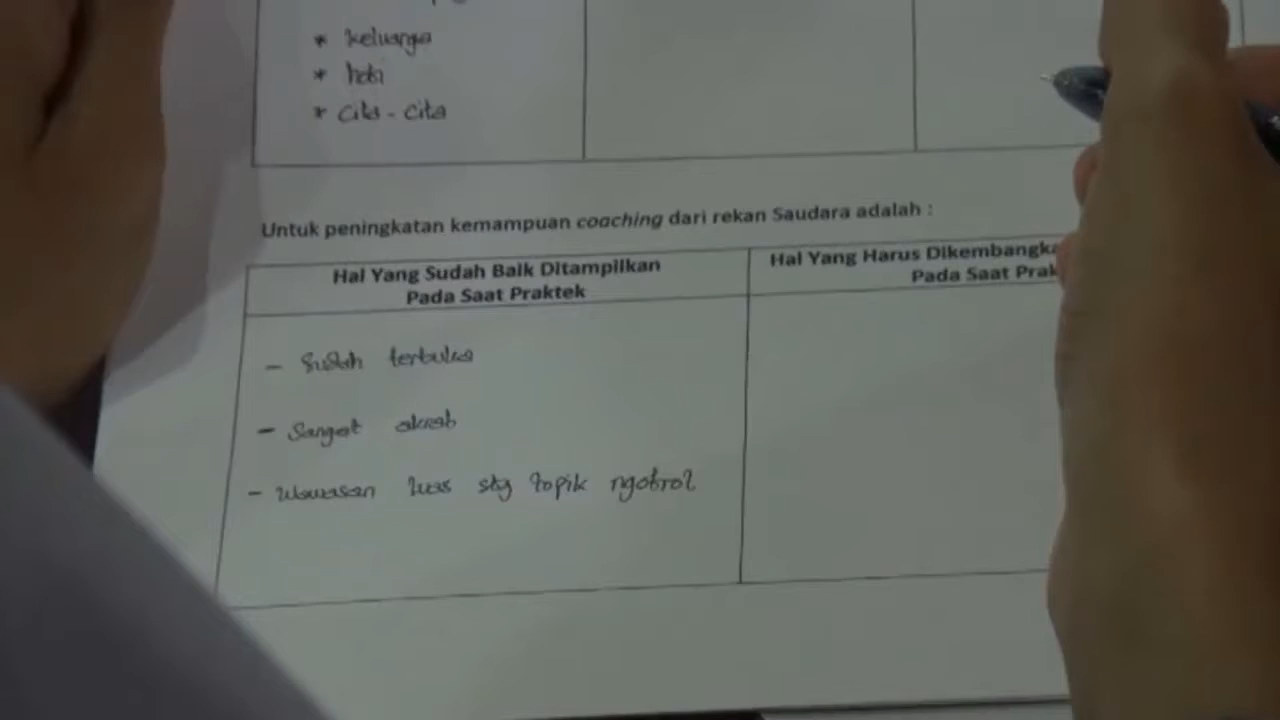 * keluarga
* hobi
* cita - cita
Untuk peningkatan kemampuan coaching dari rekan Saudara adalah :
Hal Yang Sudah Baik Ditampilkan
Pada Saat Praktek
Hal Yang Harus Dikembangka
Pada Saat Prak
- Sudah terbuka
- Sangat akrab
- Wawasan luas sbg topik ngobrol